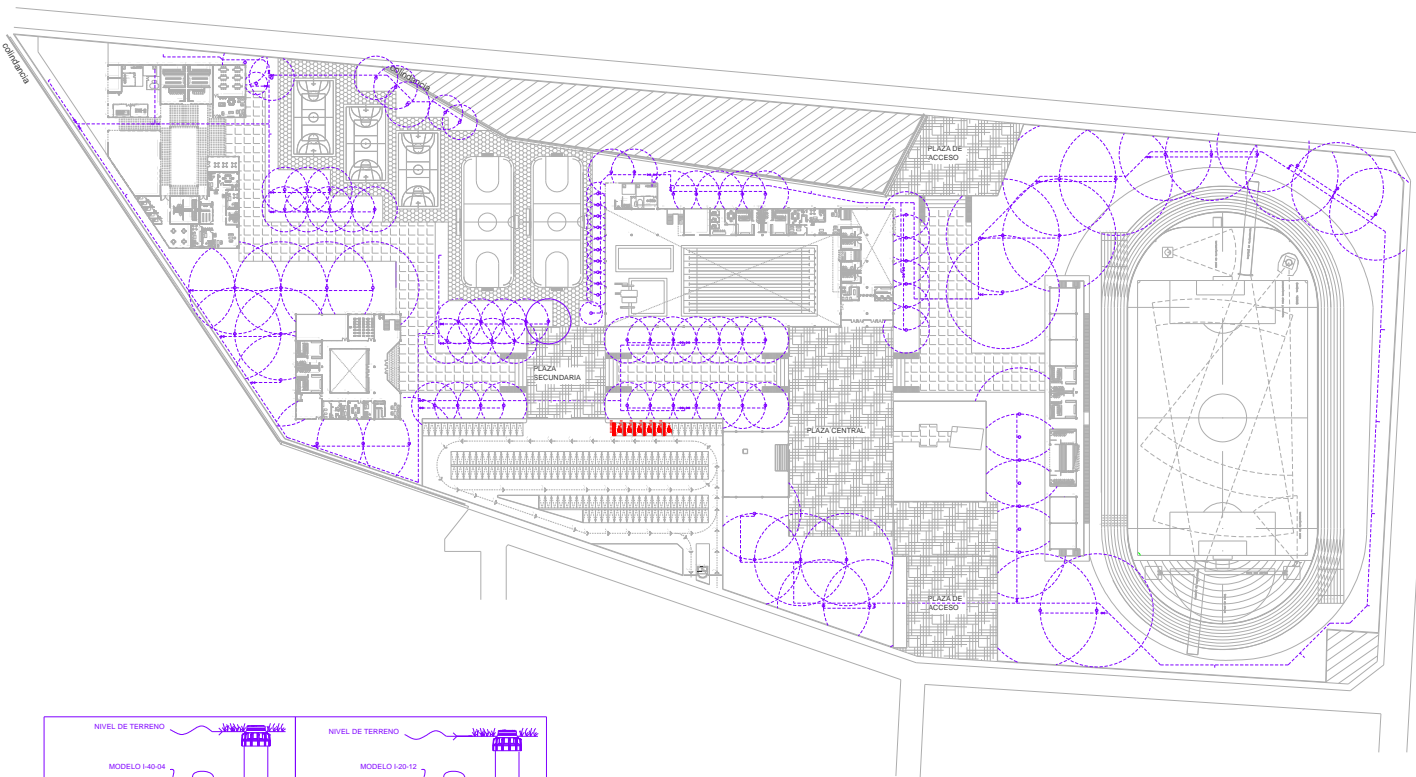 colindancia
colindancia
PLAZA DE
ACCESO
PLAZA
SECUNDARIA
PLAZA CENTRAL
PLAZA DE
ACCESO
NIVEL DE TERRENO
NIVEL DE TERRENO
MODELO I-40-04
MODELO I-20-12